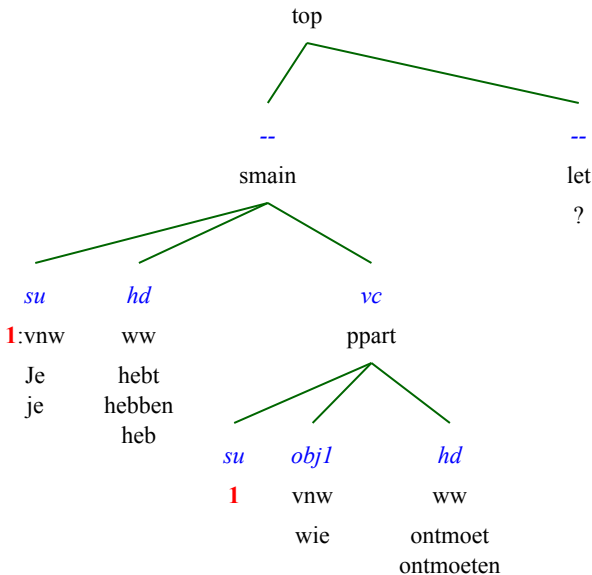 top
-- --
smain let
?
su hd vc
1:vnw ww ppart
Je hebt
je hebben
heb
su obj1 hd
1 vnw ww
wie ontmoet
ontmoeten